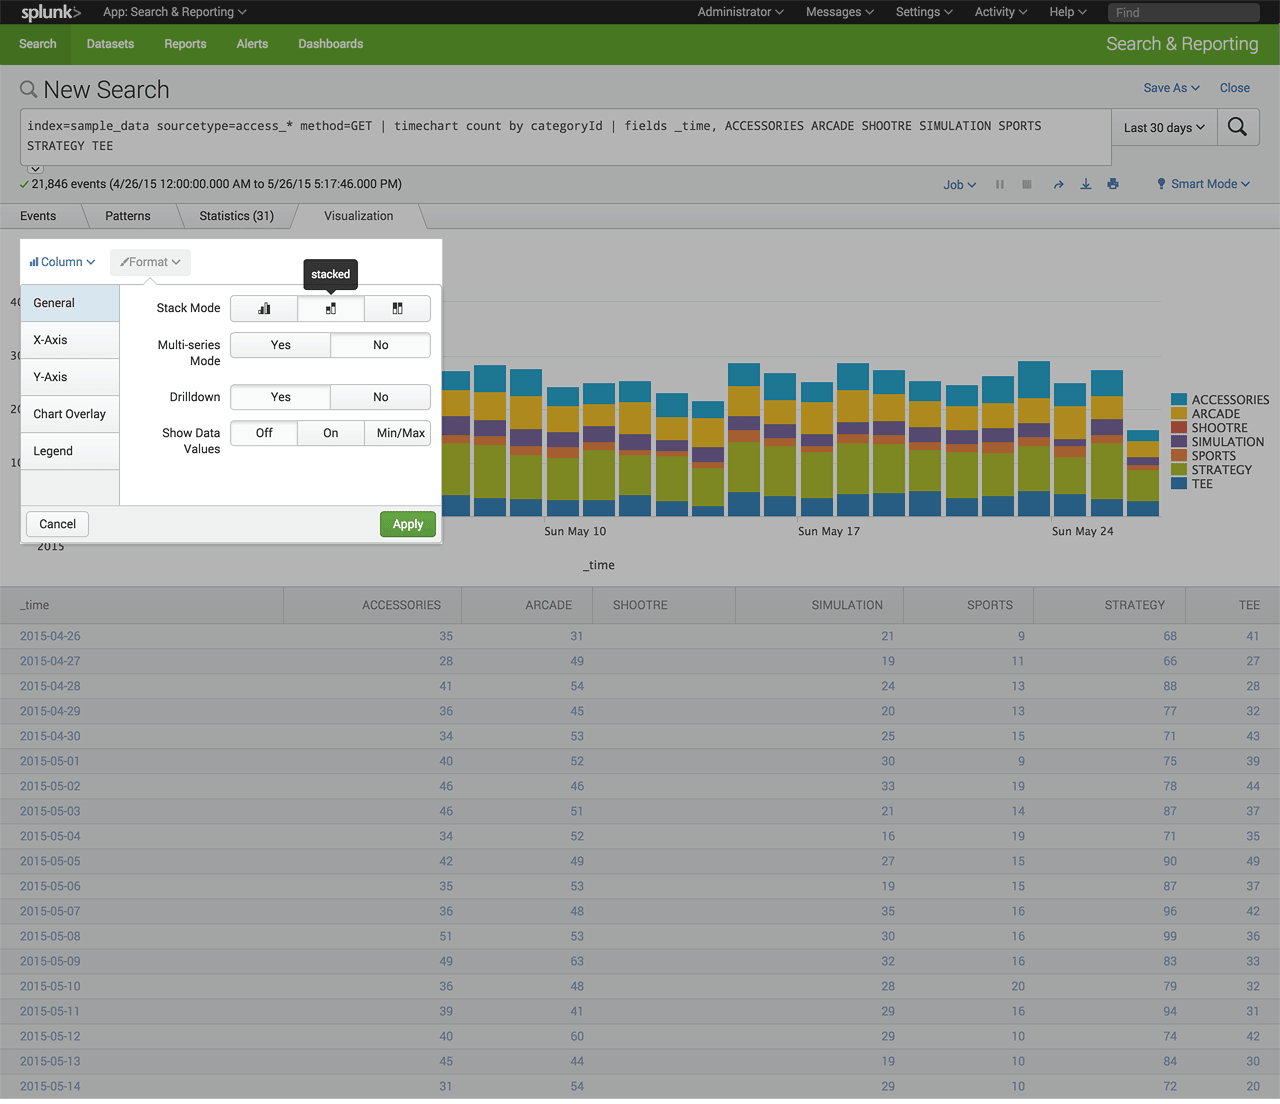 splunk> App: Search & Reporting Administrator Messages Settings Activity Help Find
Search Datasets Reports Alerts Dashboards Search & Reporting
New Search Save As Close
index=sample_data sourcetype=access_* method=GET | timechart count by categoryId | fields _time, ACCESSORIES ARCADE SHOOTRE SIMULATION SPORTS
STRATEGY TEE
Last 30 days
21,846 events (4/26/15 12:00:00.000 AM to 5/26/15 5:17:46.000 PM) Job Smart Mode
Events Patterns Statistics (31) Visualization
Column Format
stacked
General
X-Axis
Y-Axis
Chart Overlay
Legend
Stack Mode
Multi-series
Mode
Yes No
Drilldown Yes No
Show Data
Values
Off On Min/Max
Cancel Apply
2015
Sun May 10 Sun May 17 Sun May 24
_time
ACCESSORIES
ARCADE
SHOOTRE
SIMULATION
SPORTS
STRATEGY
TEE
_time ACCESSORIES ARCADE SHOOTRE SIMULATION SPORTS STRATEGY TEE
2015-04-26 35 31 21 9 68 41
2015-04-27 28 49 19 11 66 27
2015-04-28 41 54 24 13 88 28
2015-04-29 36 45 20 13 77 32
2015-04-30 34 53 25 15 71 43
2015-05-01 40 52 30 9 75 39
2015-05-02 46 46 33 19 78 44
2015-05-03 46 51 21 14 87 37
2015-05-04 34 52 16 19 71 35
2015-05-05 42 49 27 15 90 49
2015-05-06 35 53 19 15 87 37
2015-05-07 36 48 35 16 96 42
2015-05-08 51 53 30 16 99 36
2015-05-09 49 63 32 16 83 33
2015-05-10 36 48 28 20 79 32
2015-05-11 39 41 29 16 94 31
2015-05-12 40 60 29 10 74 42
2015-05-13 45 44 19 10 84 30
2015-05-14 31 54 29 10 72 20